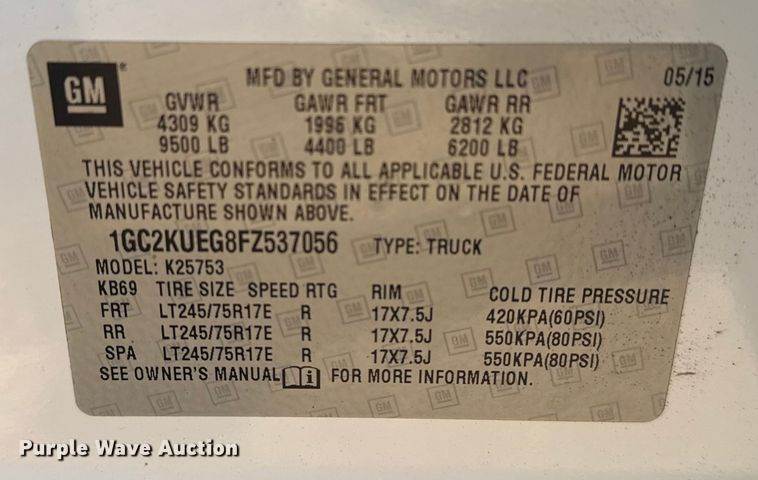 GM® MFD BY GENERAL MOTORS LLC 05/15
GVWR GAWR FRT GAWR RR
4309 KG 1996 KG 2812 KG
9500 LB 4400 LB 6200 LB
THIS VEHICLE CONFORMS TO ALL APPLICABLE U.S. FEDERAL MOTOR
VEHICLE SAFETY STANDARDS IN EFFECT ON THE DATE OF
MANUFACTURE SHOWN ABOVE.
1GC2KUEG8FZ537056 TYPE: TRUCK
MODEL: K25753
KB69 TIRE SIZE SPEED RTG RIM COLD TIRE PRESSURE
FRT LT245/75R17E R 17X7.5J 420KPA(60PSI)
RR LT245/75R17E R 17X7.5J 550KPA(80PSI)
SPA LT245/75R17E R 17X7.5J 550KPA(80PSI)
SEE OWNER'S MANUAL i FOR MORE INFORMATION.
Purple Wave Auction